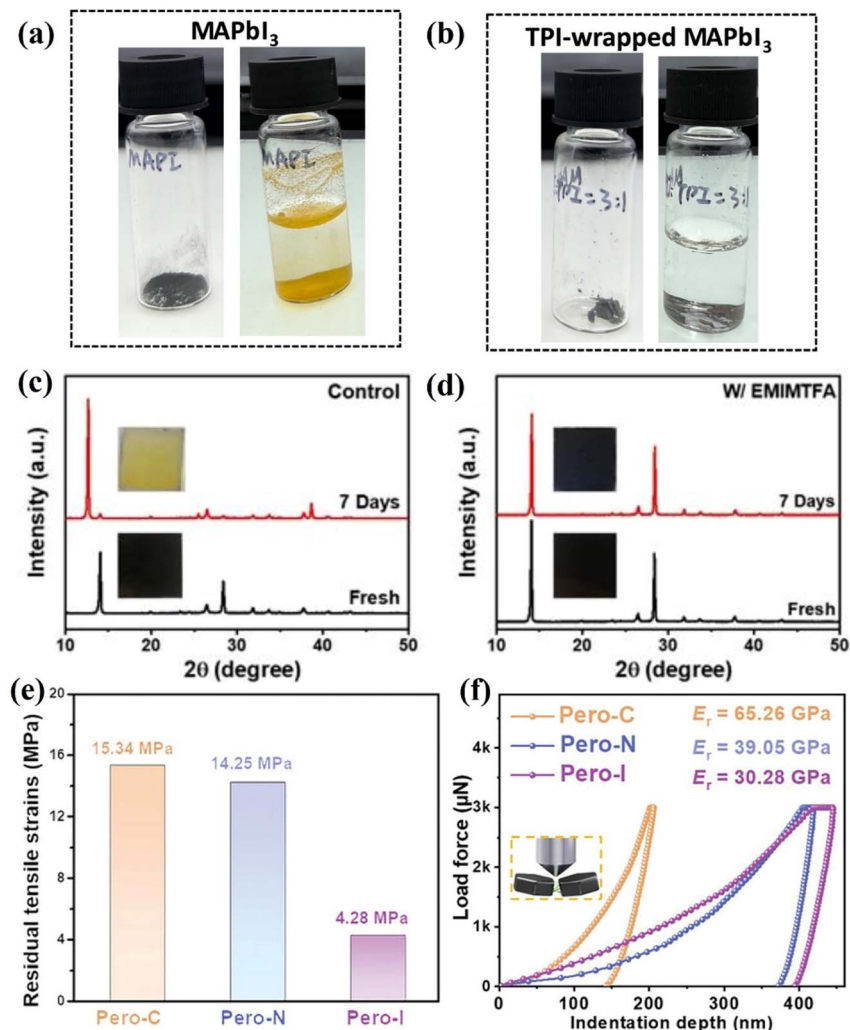 (a)
MAPbI₃
MAPI
MAPI
(b)
TPI-wrapped MAPbI₃
PPI=3:1
PPI=3:1
(c)
Control
7 Days
Fresh
Intensity (a.u.)
10 20 30 40 50
2θ (degree)
(d)
W/ EMIMTFA
7 Days
Fresh
Intensity (a.u.)
10 20 30 40 50
2θ (degree)
(e)
Residual tensile strains (MPa)
20
16
12
8
4
0
15.34 MPa
14.25 MPa
4.28 MPa
Pero-C Pero-N Pero-I
(f)
Pero-C Eᵣ = 65.26 GPa
Pero-N Eᵣ = 39.05 GPa
Pero-I Eᵣ = 30.28 GPa
Load force (μN)
5k
4k
3k
2k
1k
0
0 100 200 300 400
Indentation depth (nm)